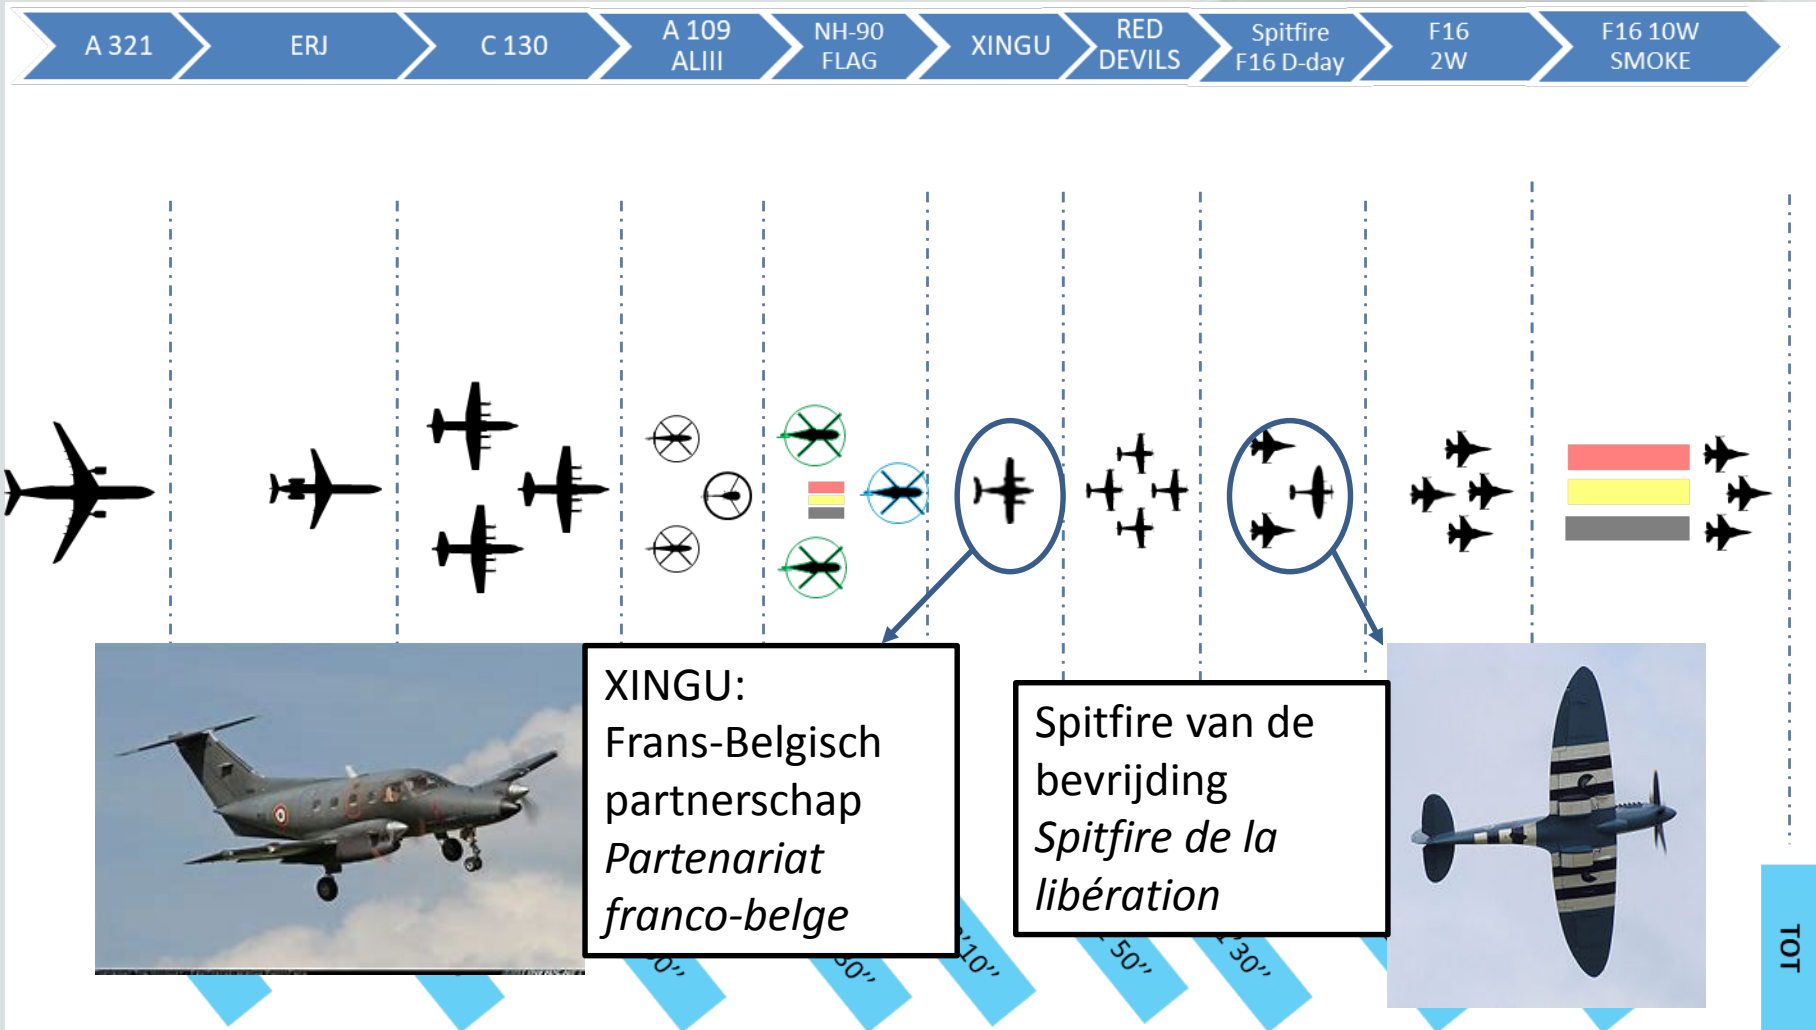 A 321
ERJ
C 130
A 109
ALIII
NH-90
FLAG
XINGU
RED
DEVILS
Spitfire
F16 D-day
F16
2W
F16 10W
SMOKE
XINGU:
Frans-Belgisch
partnerschap
Partenariat
franco-belge
Spitfire van de
bevrijding
Spitfire de la
libération
50’’
TOT